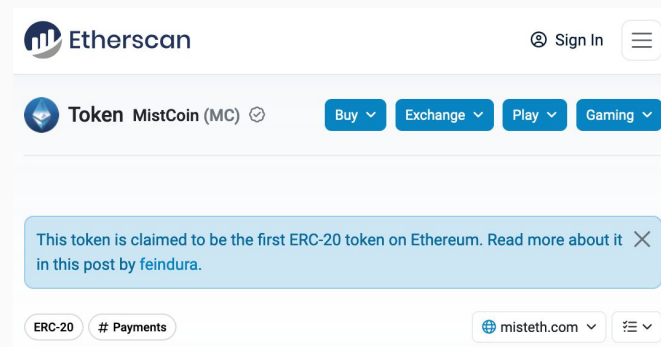 Etherscan
Sign In
Token MistCoin (MC)
Buy
Exchange
Play
Gaming
This token is claimed to be the first ERC-20 token on Ethereum. Read more about it
in this post by feindura.
ERC-20
# Payments
misteth.com